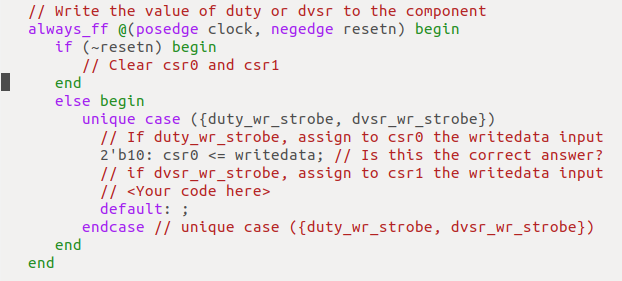 // Write the value of duty or dvsr to the component
always_ff @(posedge clock, negedge resetn) begin
if (~resetn) begin
// Clear csr0 and csr1
end
else begin
unique case ({duty_wr_strobe, dvsr_wr_strobe})
// If duty_wr_strobe, assign to csr0 the writedata input
2'b10: csr0 <= writedata; // Is this the correct answer?
// if dvsr_wr_strobe, assign to csr1 the writedata input
// <Your code here>
default: ;
endcase // unique case ({duty_wr_strobe, dvsr_wr_strobe})
end
end